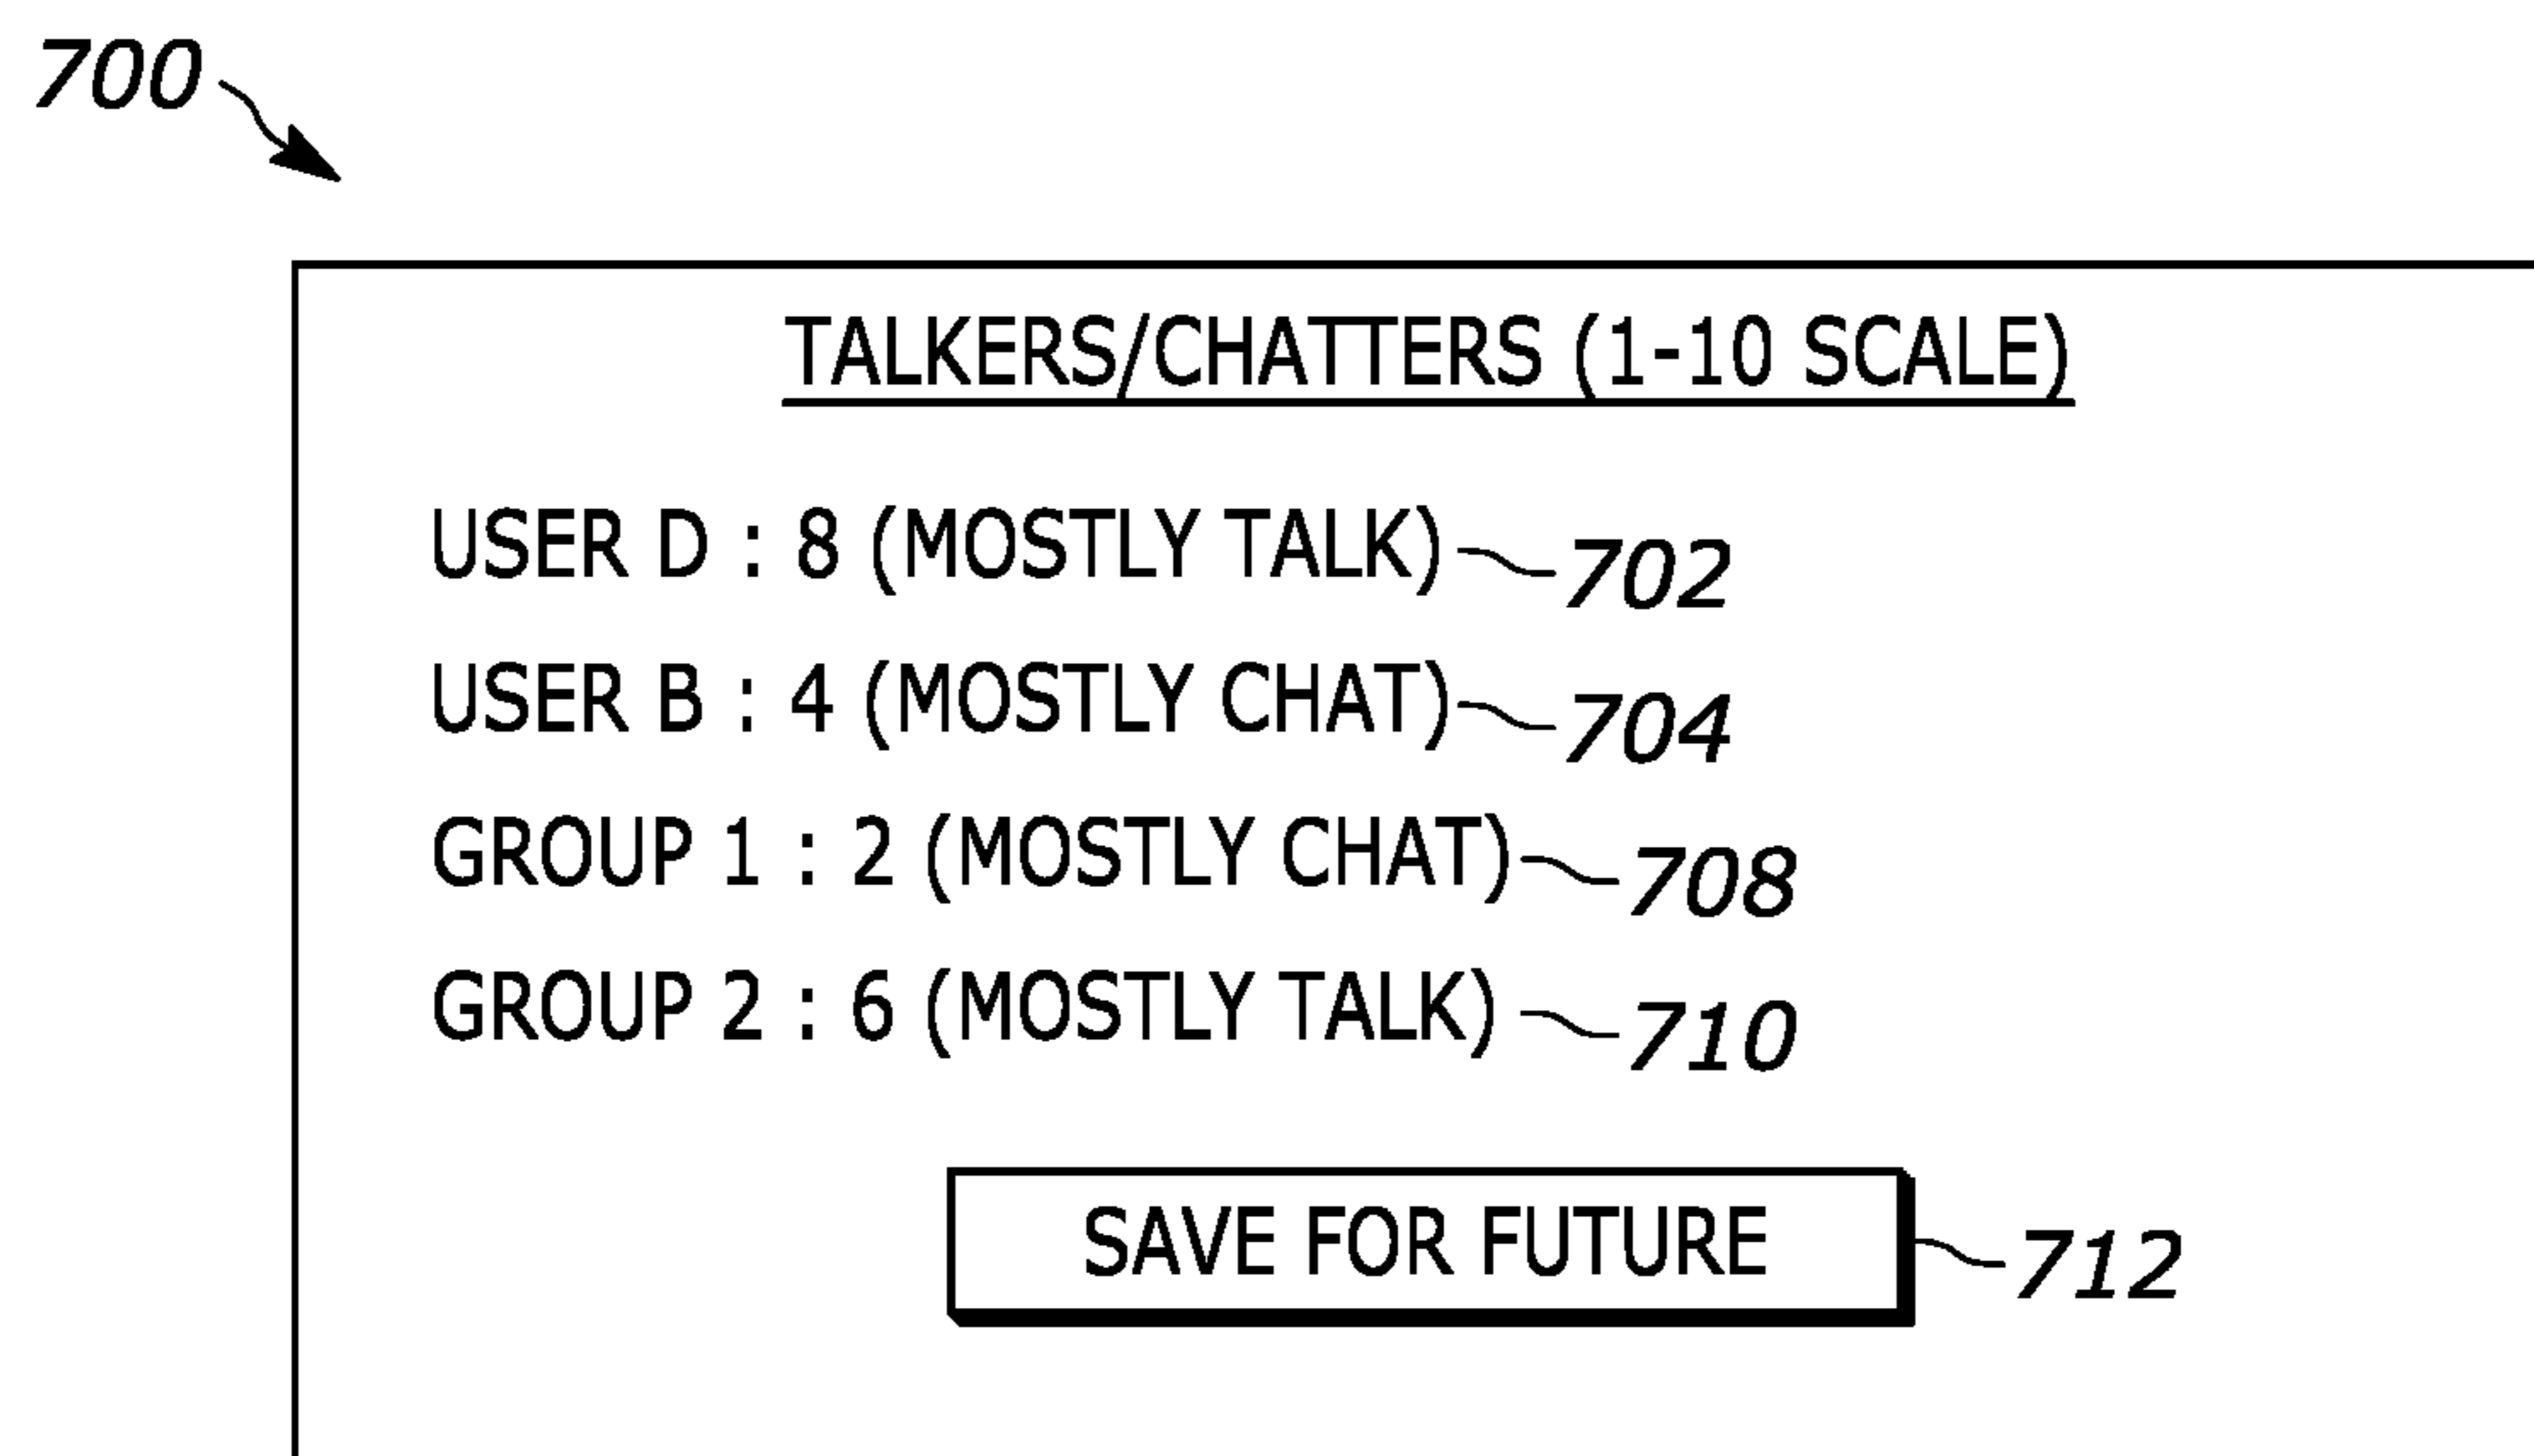 700
TALKERS/CHATTERS (1-10 SCALE)
USER D : 8 (MOSTLY TALK) 702
USER B : 4 (MOSTLY CHAT) 704
GROUP 1 : 2 (MOSTLY CHAT) 708
GROUP 2 : 6 (MOSTLY TALK) 710
SAVE FOR FUTURE 712